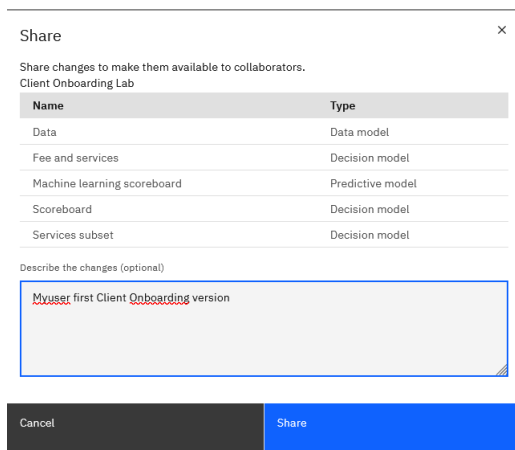 Share
Share changes to make them available to collaborators.
Client Onboarding Lab
Name Type
Data Data model
Fee and services Decision model
Machine learning scoreboard Predictive model
Scoreboard Decision model
Services subset Decision model
Describe the changes (optional)
Myuser first Client Onboarding version
Cancel Share